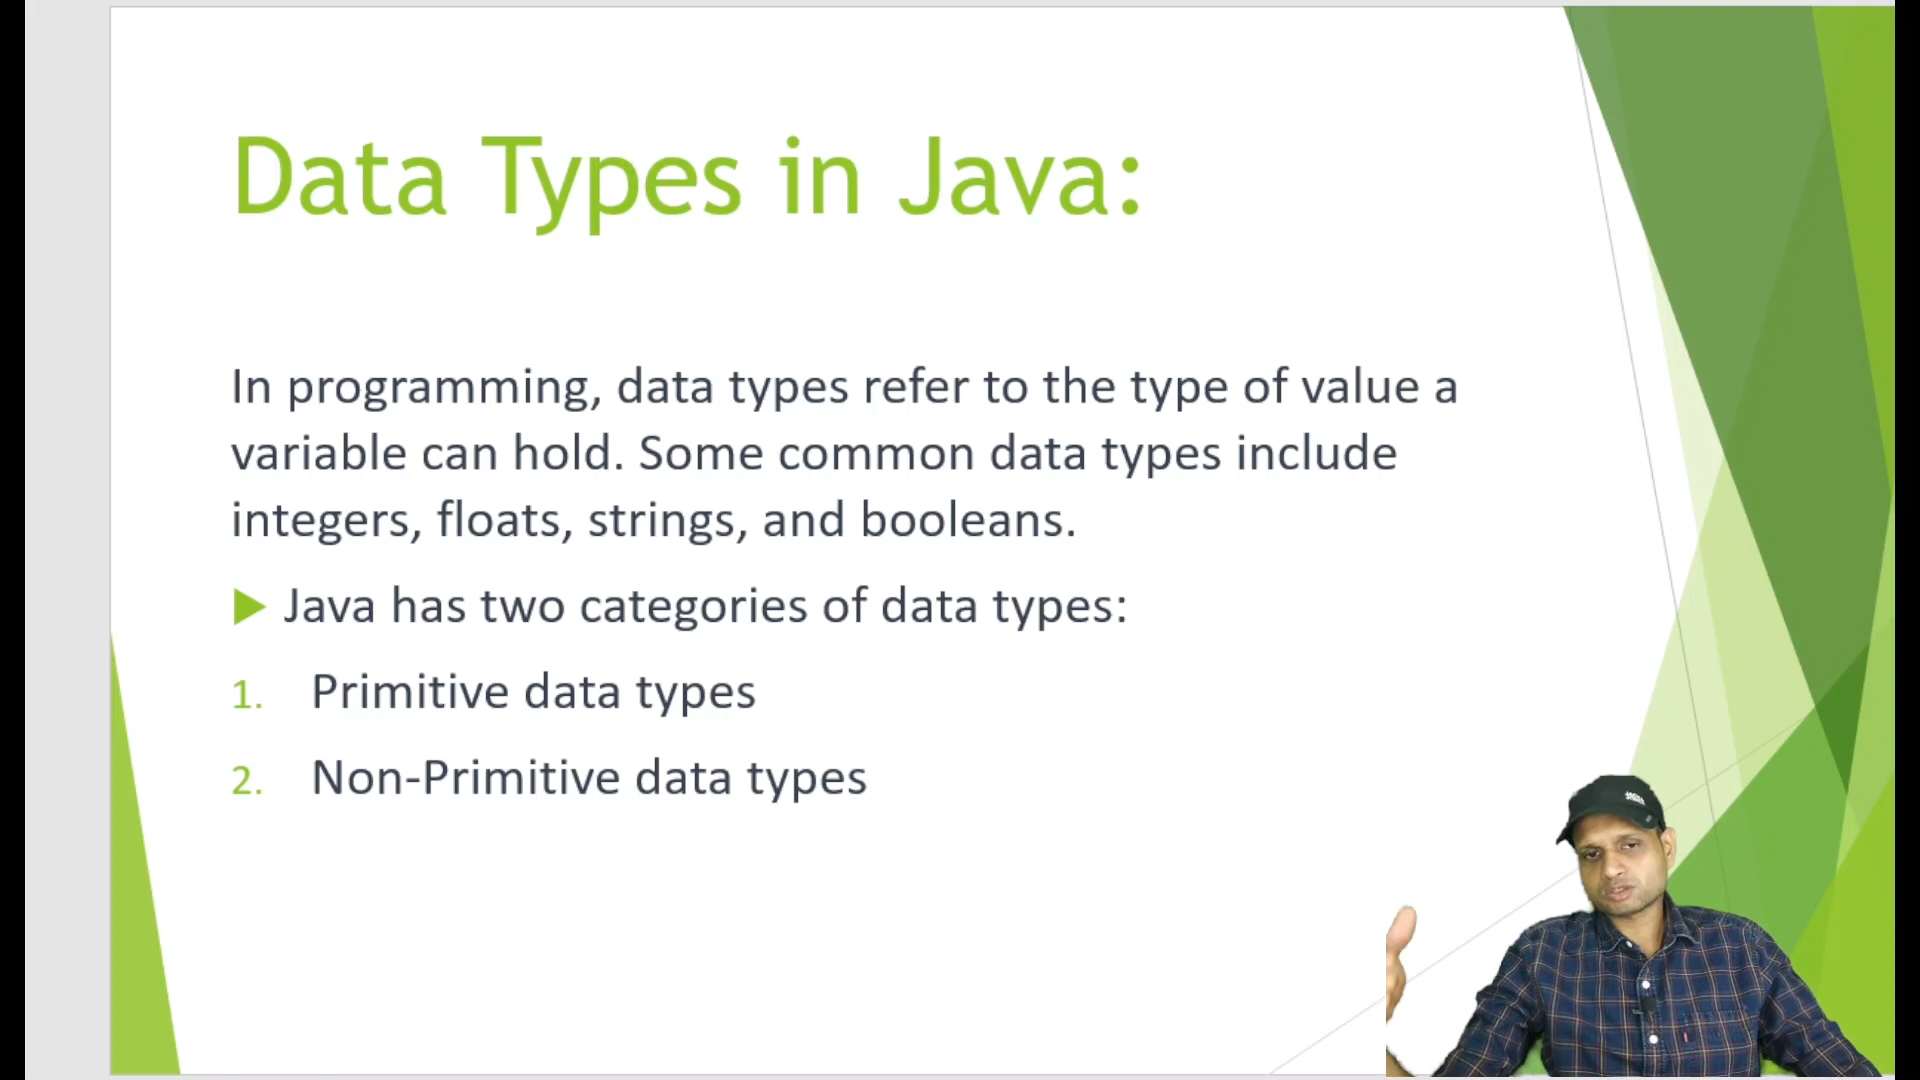 Data Types in Java:
In programming, data types refer to the type of value a
variable can hold. Some common data types include
integers, floats, strings, and booleans.
Java has two categories of data types:
1. Primitive data types
2. Non-Primitive data types